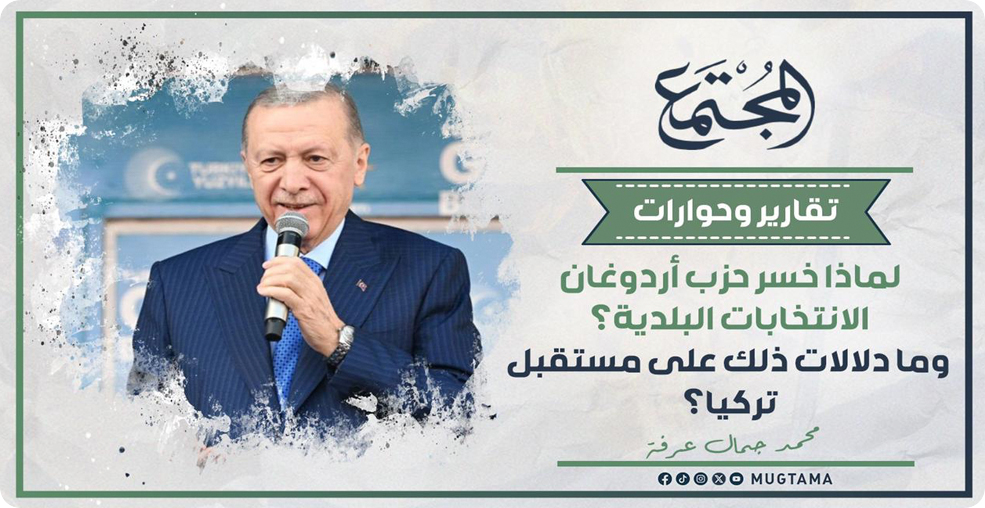 المجتمع
تقارير وحوارات
لماذا خسر حزب أردوغان
الانتخابات البلدية؟
وما دلالات ذلك على مستقبل
تركيا؟
محمد جمال عرفة
MUGTAMA